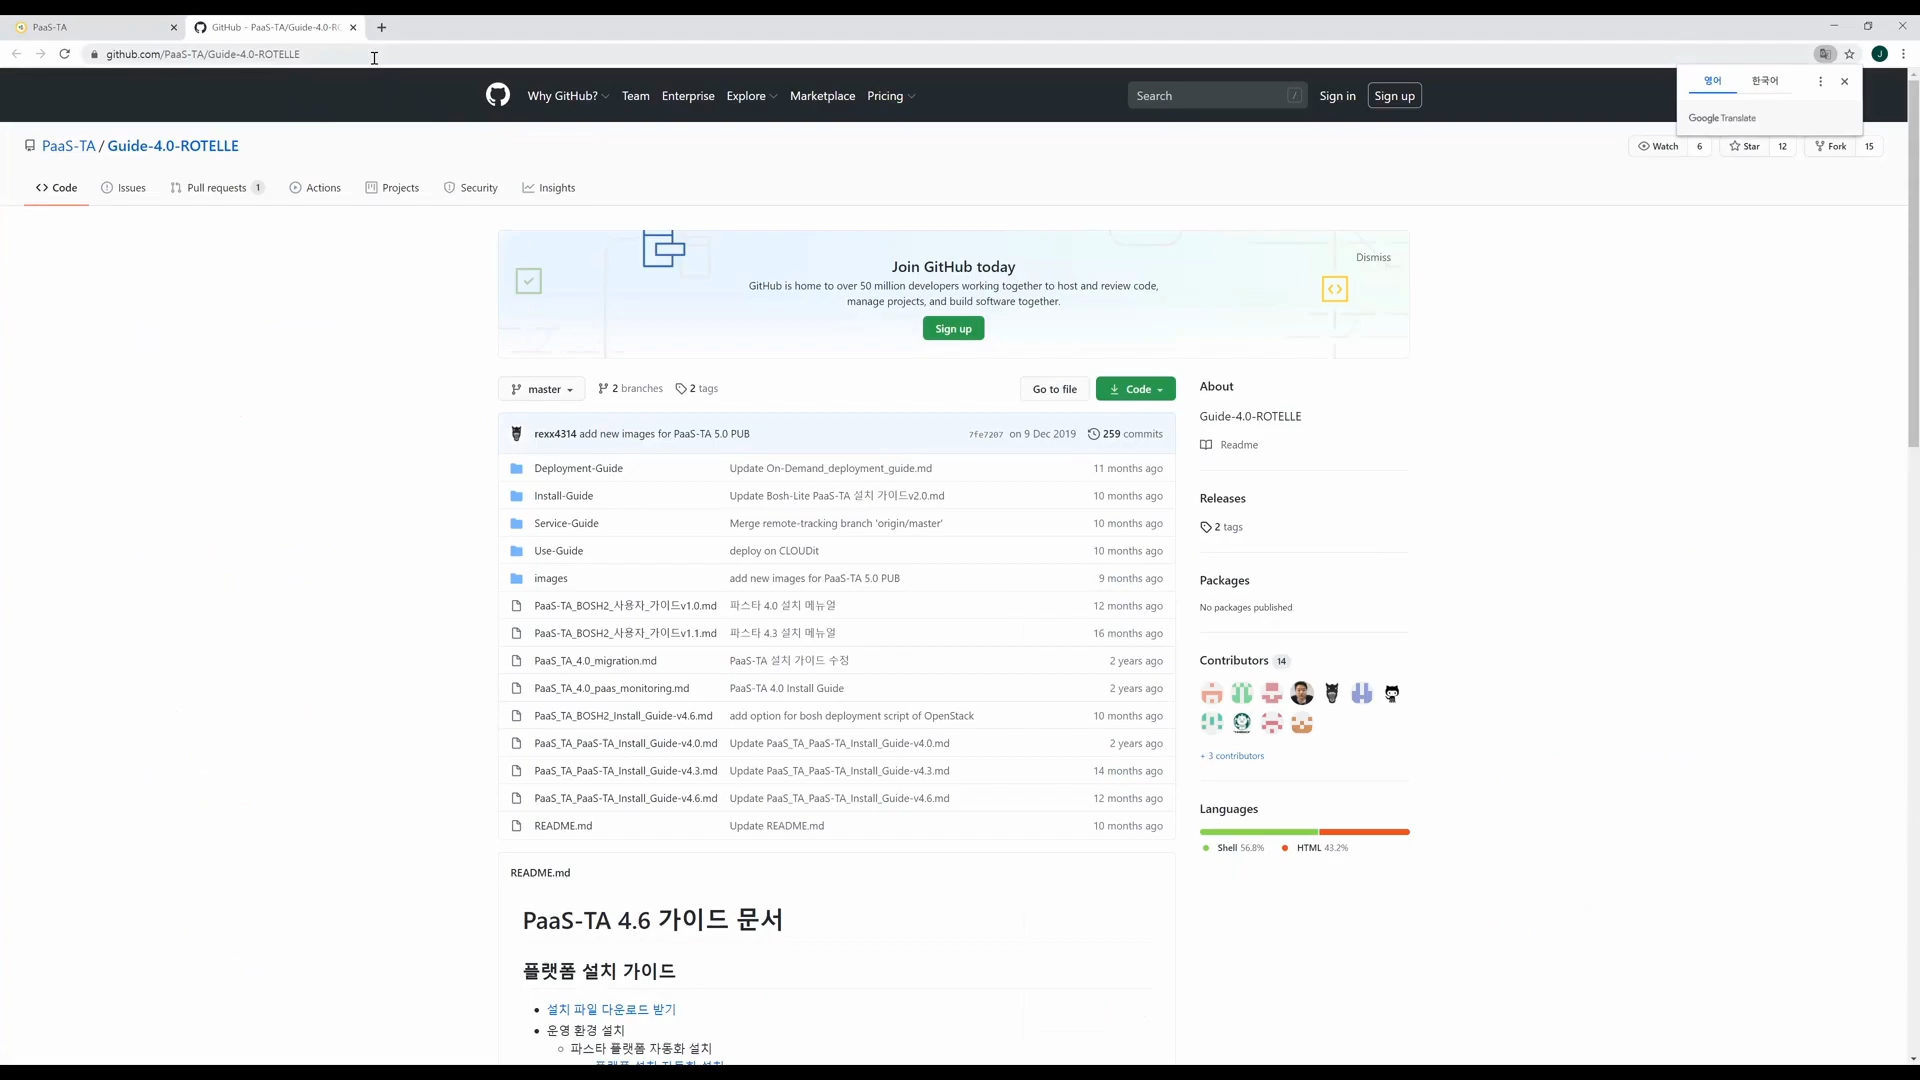 PaaS-TA
GitHub - PaaS-TA/Guide-4.0-RO
github.com/PaaS-TA/Guide-4.0-ROTELLE
J
영어 한국어
Google Translate
Why GitHub? Team Enterprise Explore Marketplace Pricing
Search /
Sign in Sign up
PaaS-TA / Guide-4.0-ROTELLE
Watch 6 Star 12 Fork 15
Code Issues Pull requests 1 Actions Projects Security Insights
Join GitHub today
Dismiss
GitHub is home to over 50 million developers working together to host and review code,
manage projects, and build software together.
Sign up
master 2 branches 2 tags Go to file Code
rexx4314 add new images for PaaS-TA 5.0 PUB 7fe7207 on 9 Dec 2019 259 commits
Deployment-Guide Update On-Demand_deployment_guide.md 11 months ago
Install-Guide Update Bosh-Lite PaaS-TA 설치 가이드v2.0.md 10 months ago
Service-Guide Merge remote-tracking branch 'origin/master' 10 months ago
Use-Guide deploy on CLOUDit 10 months ago
images add new images for PaaS-TA 5.0 PUB 9 months ago
PaaS-TA_BOSH2_사용자_가이드v1.0.md 파스타 4.0 설치 메뉴얼 12 months ago
PaaS-TA_BOSH2_사용자_가이드v1.1.md 파스타 4.3 설치 메뉴얼 16 months ago
PaaS_TA_4.0_migration.md PaaS-TA 설치 가이드 수정 2 years ago
PaaS_TA_4.0_paas_monitoring.md PaaS-TA 4.0 Install Guide 2 years ago
PaaS_TA_BOSH2_Install_Guide-v4.6.md add option for bosh deployment script of OpenStack 10 months ago
PaaS_TA_PaaS-TA_Install_Guide-v4.0.md Update PaaS_TA_PaaS-TA_Install_Guide-v4.0.md 2 years ago
PaaS_TA_PaaS-TA_Install_Guide-v4.3.md Update PaaS_TA_PaaS-TA_Install_Guide-v4.3.md 14 months ago
PaaS_TA_PaaS-TA_Install_Guide-v4.6.md Update PaaS_TA_PaaS-TA_Install_Guide-v4.6.md 12 months ago
README.md Update README.md 10 months ago
README.md
PaaS-TA 4.6 가이드 문서
플랫폼 설치 가이드
설치 파일 다운로드 받기
운영 환경 설치
파스타 플랫폼 자동화 설치
About
Guide-4.0-ROTELLE
Readme
Releases
2 tags
Packages
No packages published
Contributors 14
+ 3 contributors
Languages
Shell 56.8% HTML 43.2%